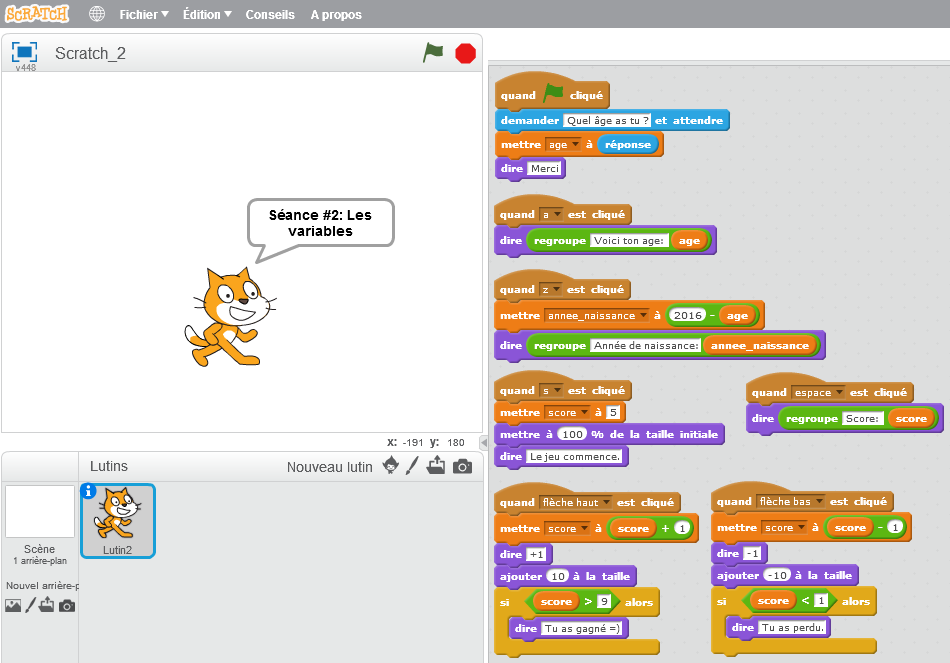 SCRATCH Fichier Édition Conseils A propos
v448 Scratch_2
Séance #2: Les
variables
x: -191 y: 180
Lutins Nouveau lutin
Scène
1 arrière-plan
Nouvel arrière-p
Lutin2
quand cliqué
demander Quel âge as tu ? et attendre
mettre age à réponse
dire Merci
quand a est cliqué
dire regroupe Voici ton age: age
quand z est cliqué
mettre annee_naissance à 2016 - age
dire regroupe Année de naissance: annee_naissance
quand s est cliqué
mettre score à 5
mettre à 100 % de la taille initiale
dire Le jeu commence.
quand espace est cliqué
dire regroupe Score: score
quand flèche haut est cliqué
mettre score à score + 1
dire +1
ajouter 10 à la taille
si score > 9 alors
dire Tu as gagné =)
quand flèche bas est cliqué
mettre score à score - 1
dire -1
ajouter -10 à la taille
si score < 1 alors
dire Tu as perdu.